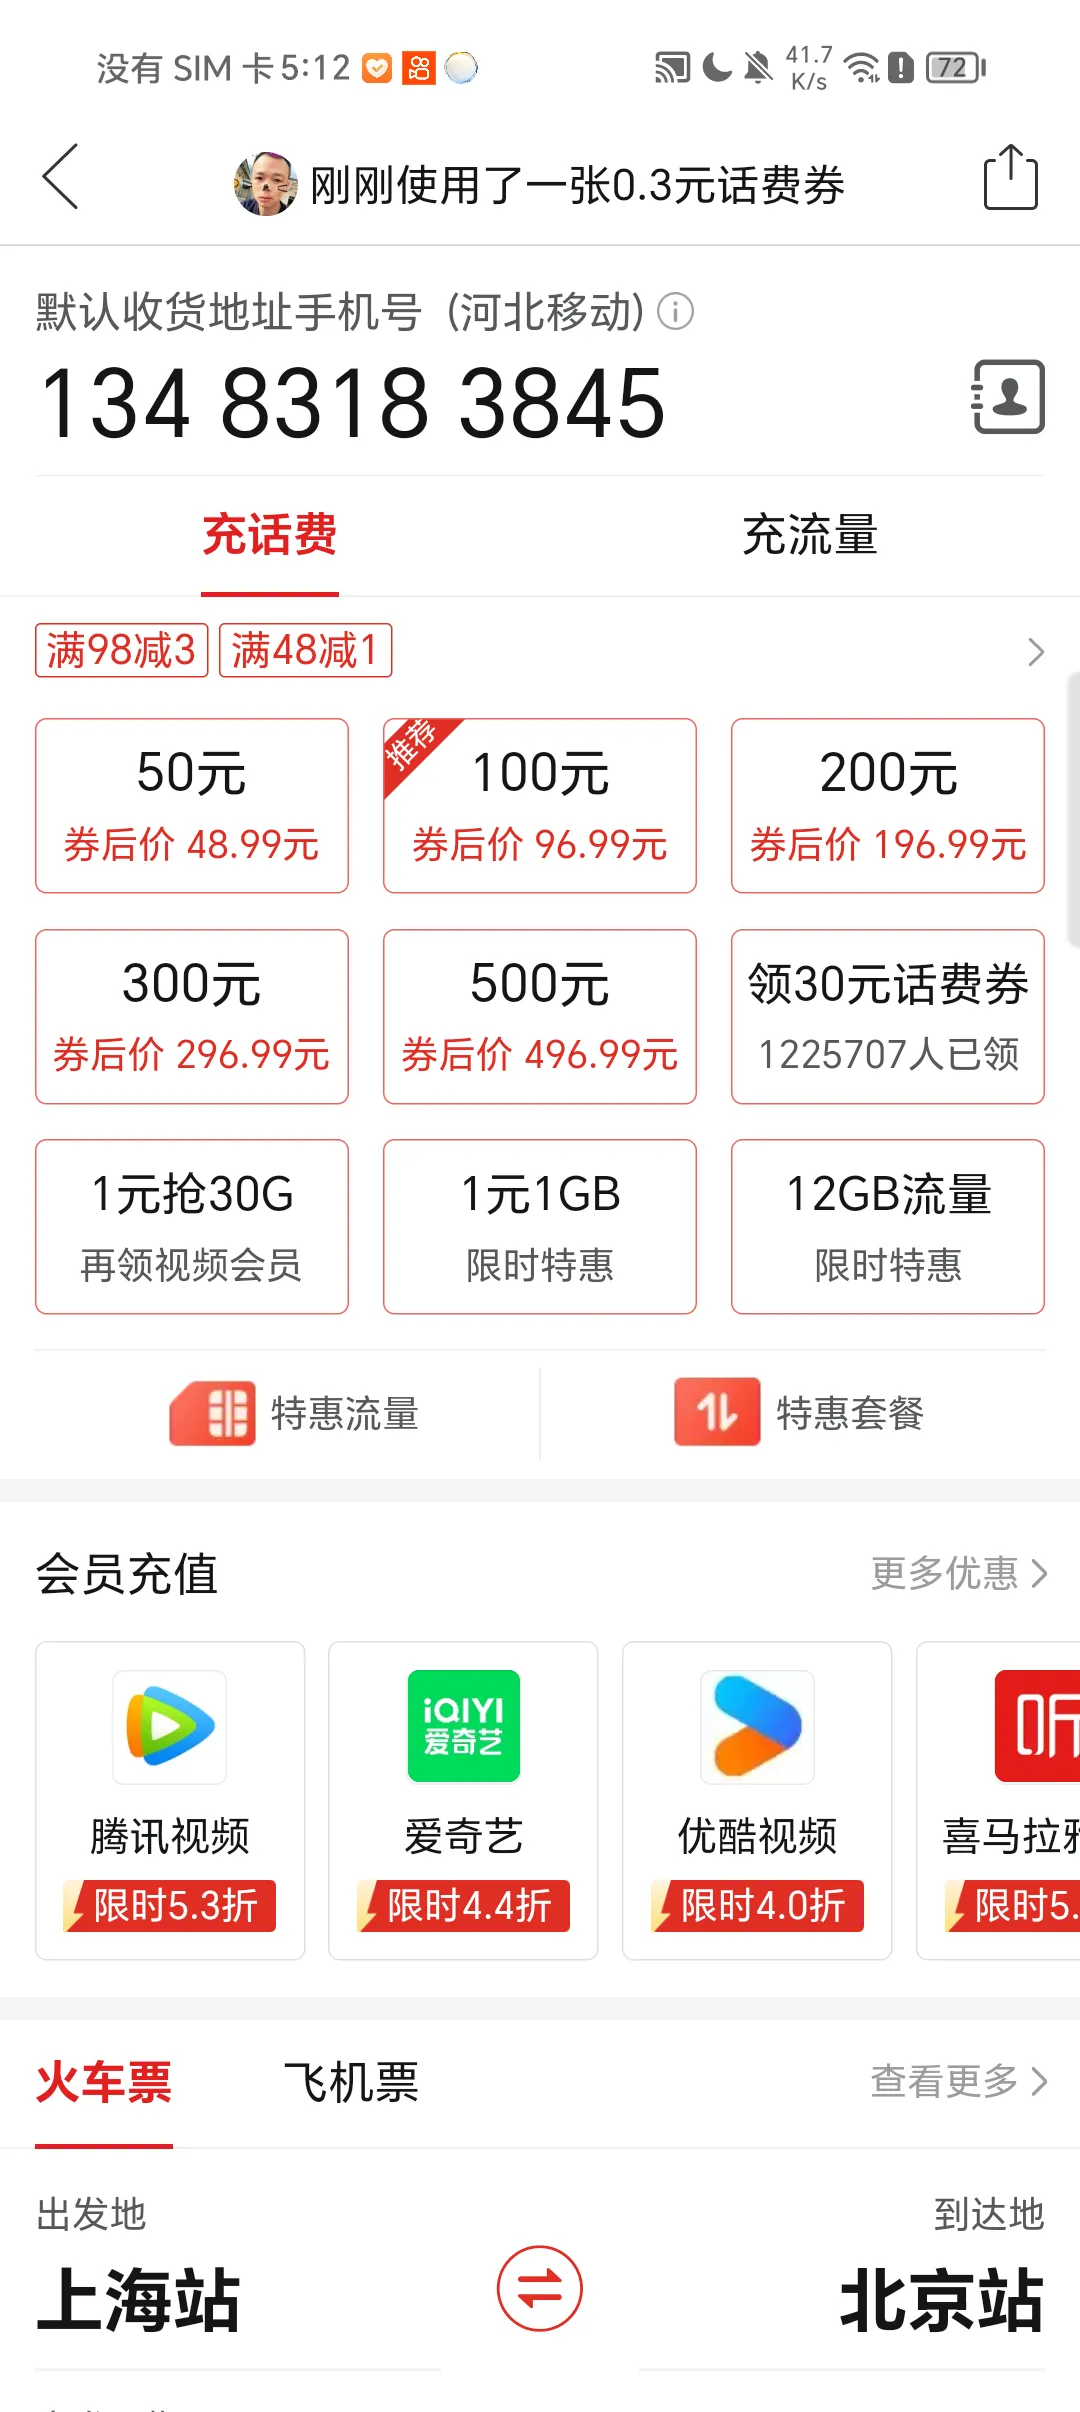 没有 SIM 卡 5:12
41.7 K/s
72
刚刚使用了一张0.3元话费券
默认收货地址手机号 (河北移动)
134 8318 3845
充话费 充流量
满98减3 满48减1
50元 推荐 100元 200元
券后价 48.99元 券后价 96.99元 券后价 196.99元
300元 500元 领30元话费券
券后价 296.99元 券后价 496.99元 1225707人已领
1元抢30G 1元1GB 12GB流量
再领视频会员 限时特惠 限时特惠
特惠流量 特惠套餐
会员充值 更多优惠
iQIYI
爱奇艺
听
腾讯视频 爱奇艺 优酷视频 喜马拉雅
限时5.3折 限时4.4折 限时4.0折 限时5.
火车票 飞机票 查看更多
出发地 到达地
上海站 北京站